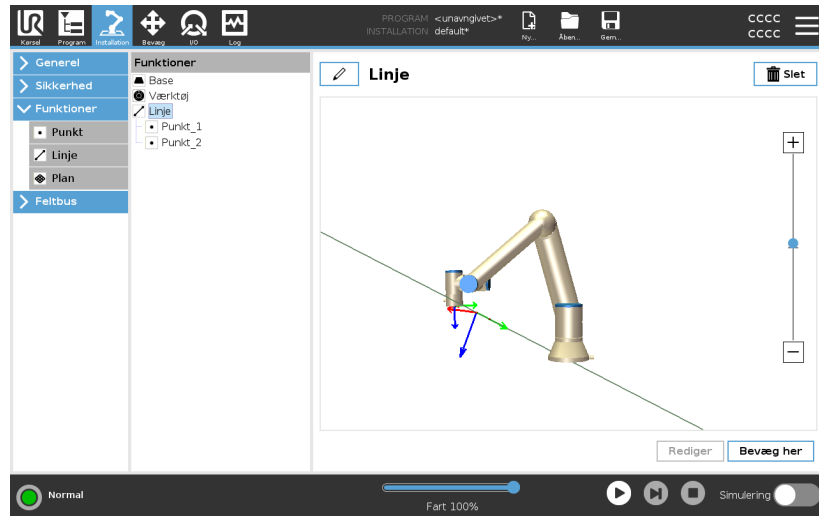 Kørsel
Program
Installation
Bevæg
I/O
Log
PROGRAM <unavngivet>*
INSTALLATION default*
Ny...
Åben...
Gem...
CCCC
CCCC
Generel
Sikkerhed
Funktioner
Punkt
Linje
Plan
Feltbus
Funktioner
Base
Værktøj
Linje
Punkt_1
Punkt_2
Linje
Slet
Rediger
Bevæg her
Normal
Fart 100%
Simulering